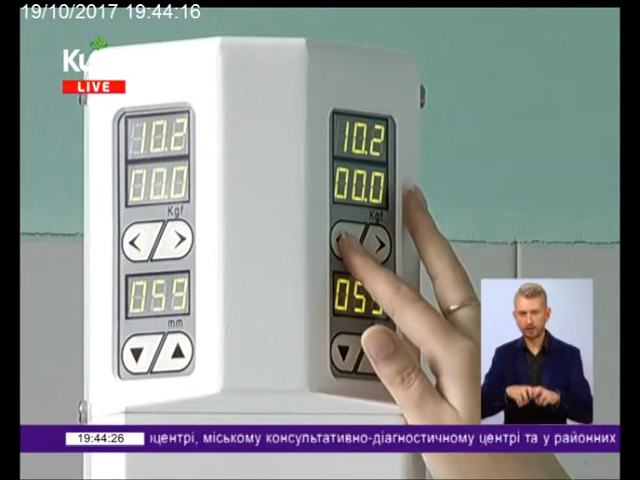 19/10/2017 19:44:16
LIVE
10.2
10.2
00.0
00.0
Kgf
Kgf
< >
>
059
mm
▼ ▲
▼
19:44:26
центрі, міському консультативно-діагностичному центрі та у районних